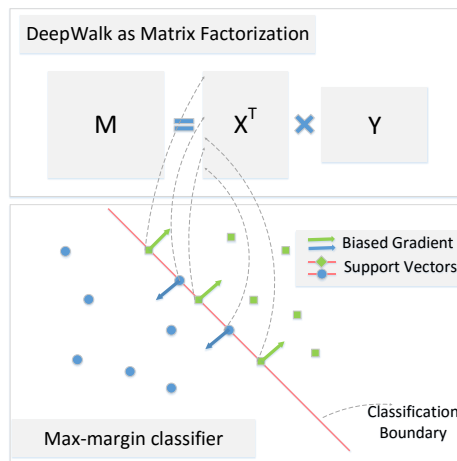 DeepWalk as Matrix Factorization
M = X^T × Y
Biased Gradient
Support Vectors
Classification
Boundary
Max-margin classifier